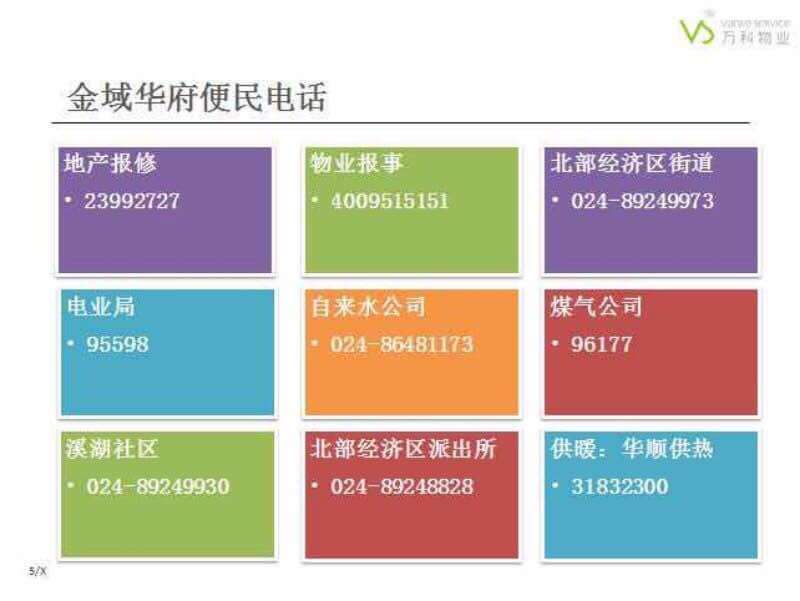 vanke service
万科物业
金域华府便民电话
地产报修
• 23992727
物业报事
• 4009515151
北部经济区街道
• 024-89249973
电业局
• 95598
自来水公司
• 024-86481173
煤气公司
• 96177
溪湖社区
• 024-89249930
北部经济区派出所
• 024-89248828
供暖：华顺供热
• 31832300
5/X